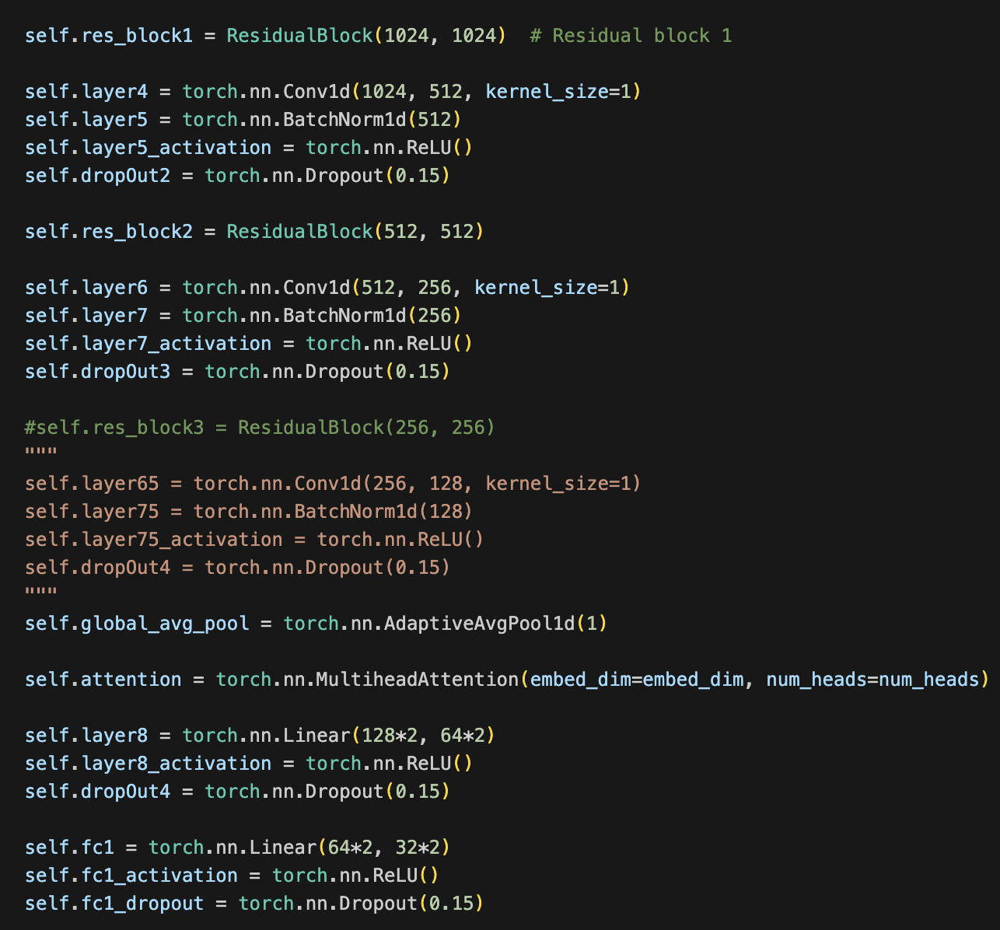 self.res_block1 = ResidualBlock(1024, 1024)  # Residual block 1
self.layer4 = torch.nn.Conv1d(1024, 512, kernel_size=1)
self.layer5 = torch.nn.BatchNorm1d(512)
self.layer5_activation = torch.nn.ReLU()
self.dropOut2 = torch.nn.Dropout(0.15)
self.res_block2 = ResidualBlock(512, 512)
self.layer6 = torch.nn.Conv1d(512, 256, kernel_size=1)
self.layer7 = torch.nn.BatchNorm1d(256)
self.layer7_activation = torch.nn.ReLU()
self.dropOut3 = torch.nn.Dropout(0.15)
#self.res_block3 = ResidualBlock(256, 256)
"""
self.layer65 = torch.nn.Conv1d(256, 128, kernel_size=1)
self.layer75 = torch.nn.BatchNorm1d(128)
self.layer75_activation = torch.nn.ReLU()
self.dropOut4 = torch.nn.Dropout(0.15)
"""
self.global_avg_pool = torch.nn.AdaptiveAvgPool1d(1)
self.attention = torch.nn.MultiheadAttention(embed_dim=embed_dim, num_heads=num_heads)
self.layer8 = torch.nn.Linear(128*2, 64*2)
self.layer8_activation = torch.nn.ReLU()
self.dropOut4 = torch.nn.Dropout(0.15)
self.fc1 = torch.nn.Linear(64*2, 32*2)
self.fc1_activation = torch.nn.ReLU()
self.fc1_dropout = torch.nn.Dropout(0.15)